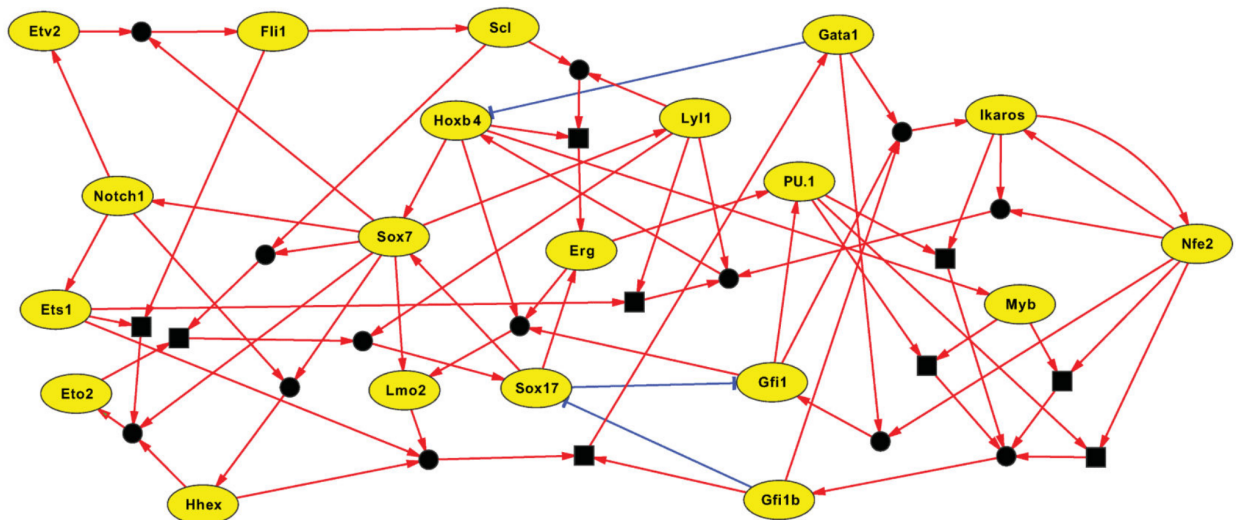 Etv2
Fli1
Scl
Gata1
Hoxb4
Lyl1
Ikaros
Notch1
PU.1
Sox7
Erg
Nfe2
Ets1
Myb
Eto2
Lmo2
Sox17
Gfi1
Hhex
Gfi1b